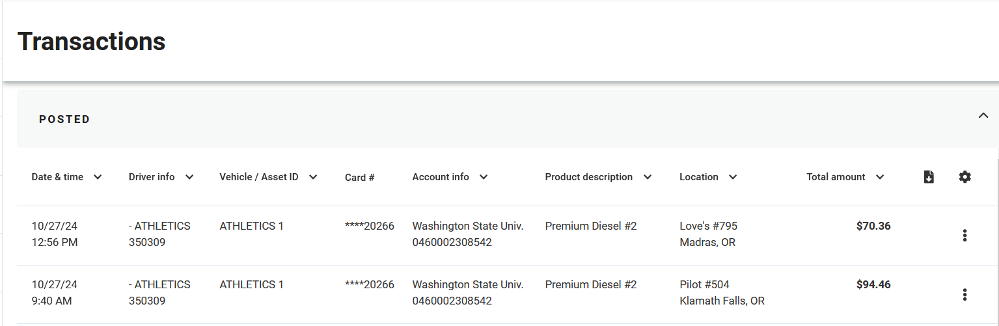 Transactions
POSTED
Date & time Driver info Vehicle / Asset ID Card # Account info Product description Location Total amount
10/27/24 - ATHLETICS ATHLETICS 1 ****20266 Washington State Univ. Premium Diesel #2 Love's #795 $70.36
12:56 PM 350309 0460002308542 Madras, OR
10/27/24 - ATHLETICS ATHLETICS 1 ****20266 Washington State Univ. Premium Diesel #2 Pilot #504 $94.46
9:40 AM 350309 0460002308542 Klamath Falls, OR